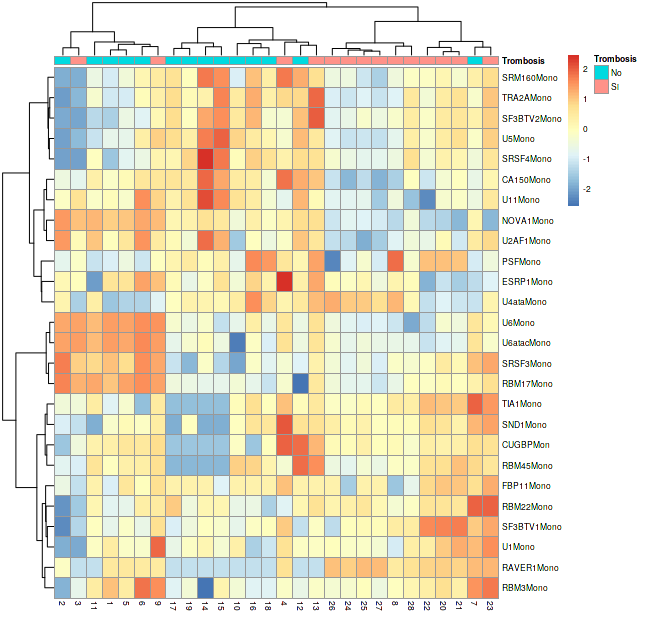 Trombosis
SRM160Mono
TRA2AMono
SF3BTV2Mono
U5Mono
SRSF4Mono
CA150Mono
U11Mono
NOVA1Mono
U2AF1Mono
PSFMono
ESRP1Mono
U4ataMono
U6Mono
U6atacMono
SRSF3Mono
RBM17Mono
TIA1Mono
SND1Mono
CUGBPMon
RBM45Mono
FBP11Mono
RBM22Mono
SF3BTV1Mono
U1Mono
RAVER1Mono
RBM3Mono
2 3 11 1 5 6 9 17 19 14 15 10 16 18 4 12 13 26 24 25 27 8 28 22 20 21 7 23
2
1
0
-1
-2
Trombosis
No
SI